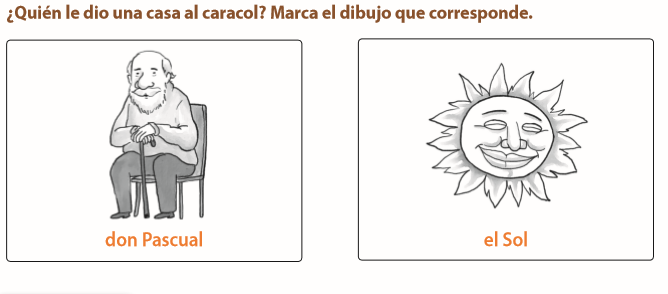 ¿Quién le dio una casa al caracol? Marca el dibujo que corresponde.
don Pascual
el Sol